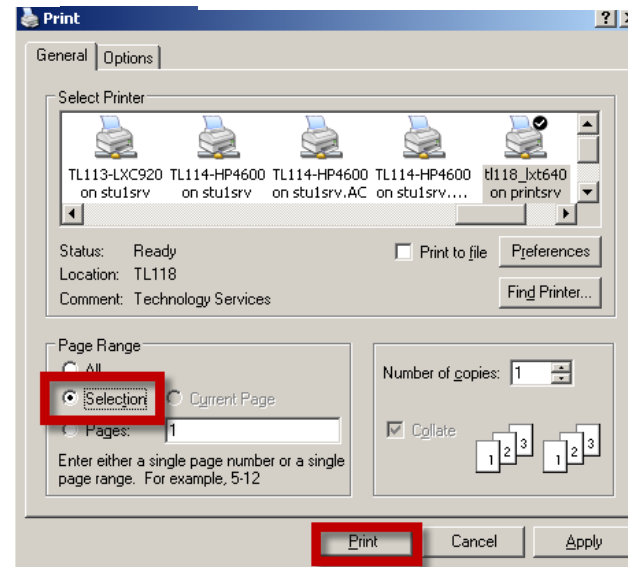 Print
General Options
Select Printer
TL113-LXC920 TL114-HP4600 TL114-HP4600 TL114-HP4600 tl118_lxt640
on stu1srv on stu1srv on stu1srv.AC on stu1srv.... on printsrv
Status: Ready Print to file Preferences
Location: TL118
Comment: Technology Services Find Printer...
Page Range
All
Number of copies: 1
Selection Current Page
Pages: 1 Collate
Enter either a single page number or a single
page range. For example, 5-12
1 2 3 1 2 3
Print Cancel Apply